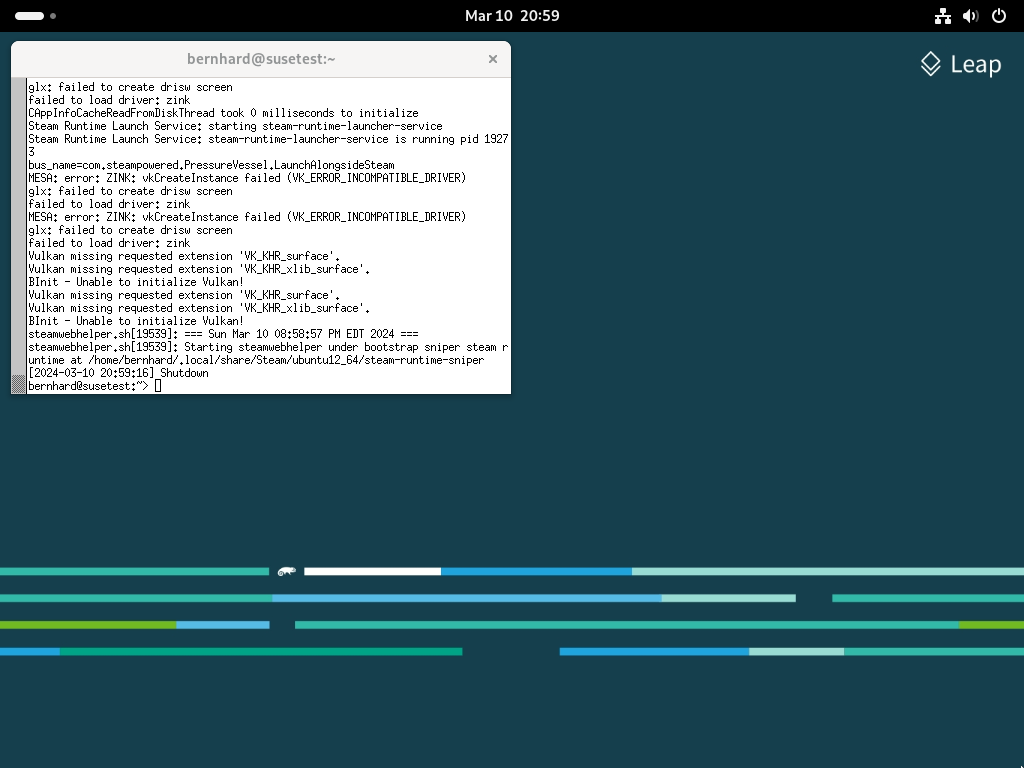 Mar 10 20:59
bernhard@susetest:~
Leap
glx: failed to create drisw screen
failed to load driver: zink
CAppInfoCacheReadFromDiskThread took 0 milliseconds to initialize
Steam Runtime Launch Service: starting steam-runtime-launcher-service
Steam Runtime Launch Service: steam-runtime-launcher-service is running pid 1927
3
bus_name=com.steampowered.PressureVessel.LaunchAlongsideSteam
MESA: error: ZINK: vkCreateInstance failed (VK_ERROR_INCOMPATIBLE_DRIVER)
glx: failed to create drisw screen
failed to load driver: zink
MESA: error: ZINK: vkCreateInstance failed (VK_ERROR_INCOMPATIBLE_DRIVER)
glx: failed to create drisw screen
failed to load driver: zink
Vulkan missing requested extension 'VK_KHR_surface'.
Vulkan missing requested extension 'VK_KHR_xlib_surface'.
BInit - Unable to initialize Vulkan!
Vulkan missing requested extension 'VK_KHR_surface'.
Vulkan missing requested extension 'VK_KHR_xlib_surface'.
BInit - Unable to initialize Vulkan!
steamwebhelper.sh[19539]: === Sun Mar 10 08:58:57 PM EDT 2024 ===
steamwebhelper.sh[19539]: Starting steamwebhelper under bootstrap sniper steam r
untime at /home/bernhard/.local/share/Steam/ubuntu12_64/steam-runtime-sniper
[2024-03-10 20:59:16] Shutdown
bernhard@susetest:~>